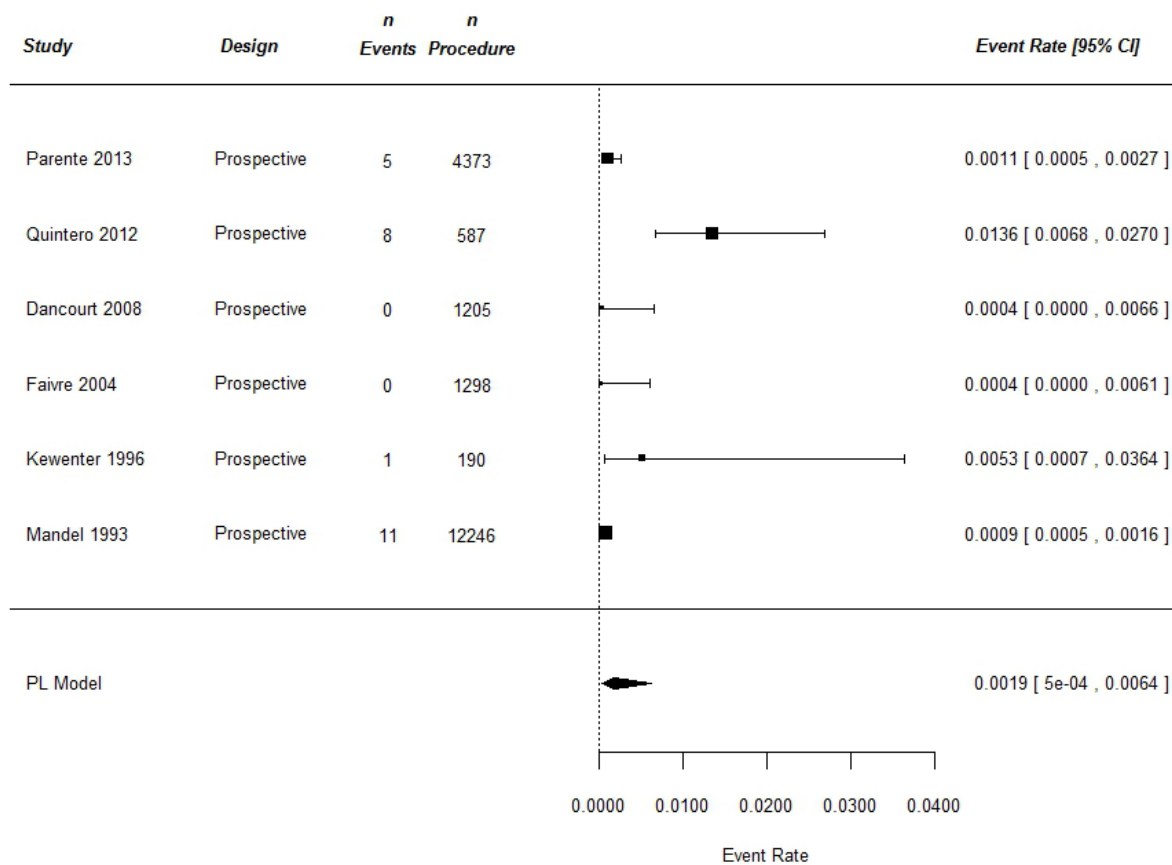 Study Design n Events n Procedure Event Rate [95% CI]
Parente 2013 Prospective 5 4373 0.0011 [ 0.0005 , 0.0027 ]
Quintero 2012 Prospective 8 587 0.0136 [ 0.0068 , 0.0270 ]
Dancourt 2008 Prospective 0 1205 0.0004 [ 0.0000 , 0.0066 ]
Faivre 2004 Prospective 0 1298 0.0004 [ 0.0000 , 0.0061 ]
Kewenter 1996 Prospective 1 190 0.0053 [ 0.0007 , 0.0364 ]
Mandel 1993 Prospective 11 12246 0.0009 [ 0.0005 , 0.0016 ]
PL Model 0.0019 [ 5e-04 , 0.0064 ]
0.0000 0.0100 0.0200 0.0300 0.0400
Event Rate